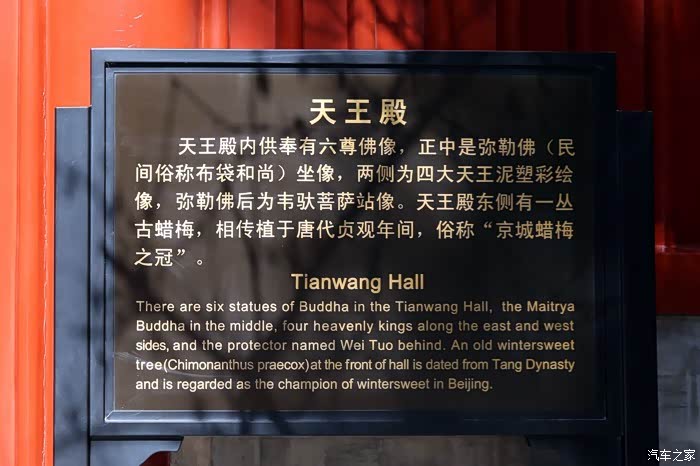 天王殿
天王殿内供奉有六尊佛像，正中是弥勒佛（民
间俗称布袋和尚）坐像，两侧为四大天王泥塑彩绘
像，弥勒佛后为韦驮菩萨站像。天王殿东侧有一丛
古蜡梅，相传植于唐代贞观年间，俗称“京城蜡梅
之冠”。
Tianwang Hall
There are six statues of Buddha in the Tianwang Hall, the Maitrya
Buddha in the middle, four heavenly kings along the east and west
sides, and the protector named Wei Tuo behind. An old wintersweet
tree(Chimonanthus praecox)at the front of hall is dated from Tang Dynasty
and is regarded as the champion of wintersweet in Beijing.
汽车之家